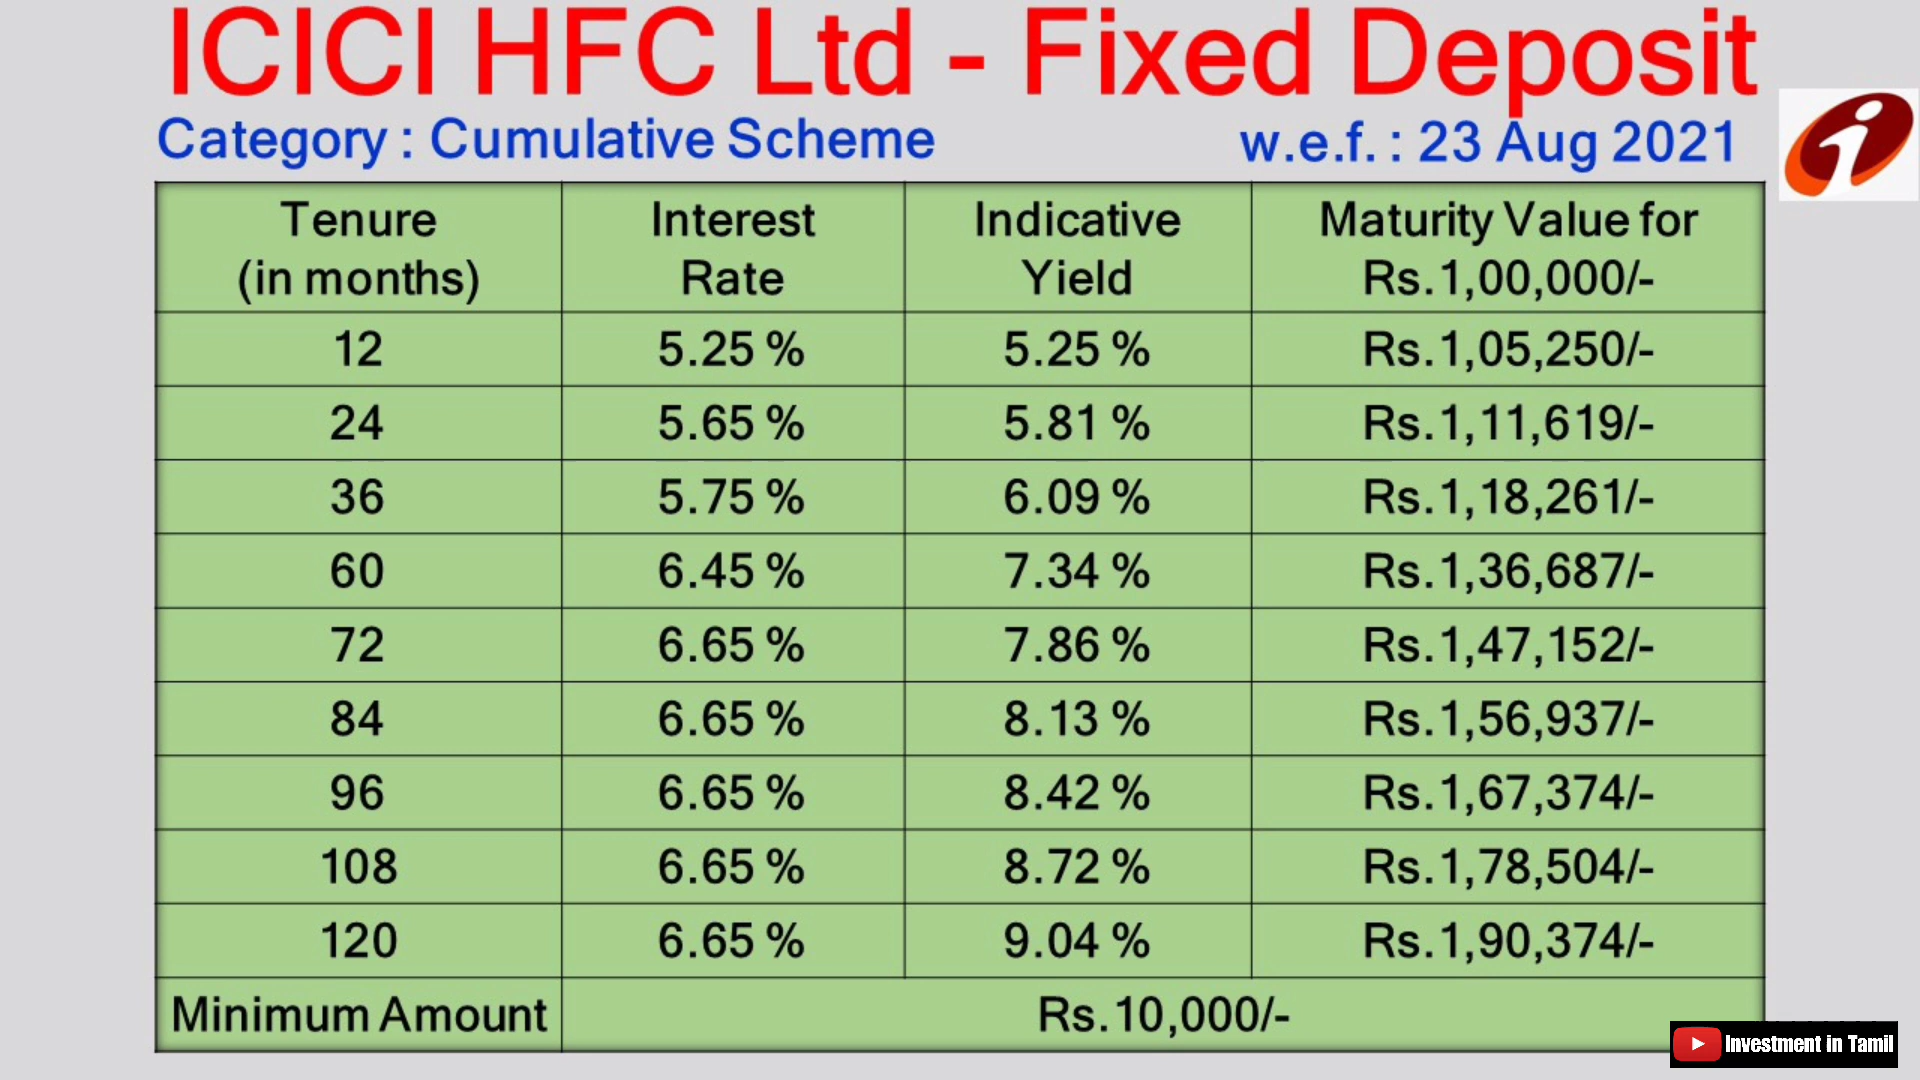 ICICI HFC Ltd - Fixed Deposit
Category : Cumulative Scheme w.e.f. : 23 Aug 2021
Tenure (in months) Interest Rate Indicative Yield Maturity Value for Rs.1,00,000/-
12 5.25 % 5.25 % Rs.1,05,250/-
24 5.65 % 5.81 % Rs.1,11,619/-
36 5.75 % 6.09 % Rs.1,18,261/-
60 6.45 % 7.34 % Rs.1,36,687/-
72 6.65 % 7.86 % Rs.1,47,152/-
84 6.65 % 8.13 % Rs.1,56,937/-
96 6.65 % 8.42 % Rs.1,67,374/-
108 6.65 % 8.72 % Rs.1,78,504/-
120 6.65 % 9.04 % Rs.1,90,374/-
Minimum Amount Rs.10,000/-
Investment in Tamil